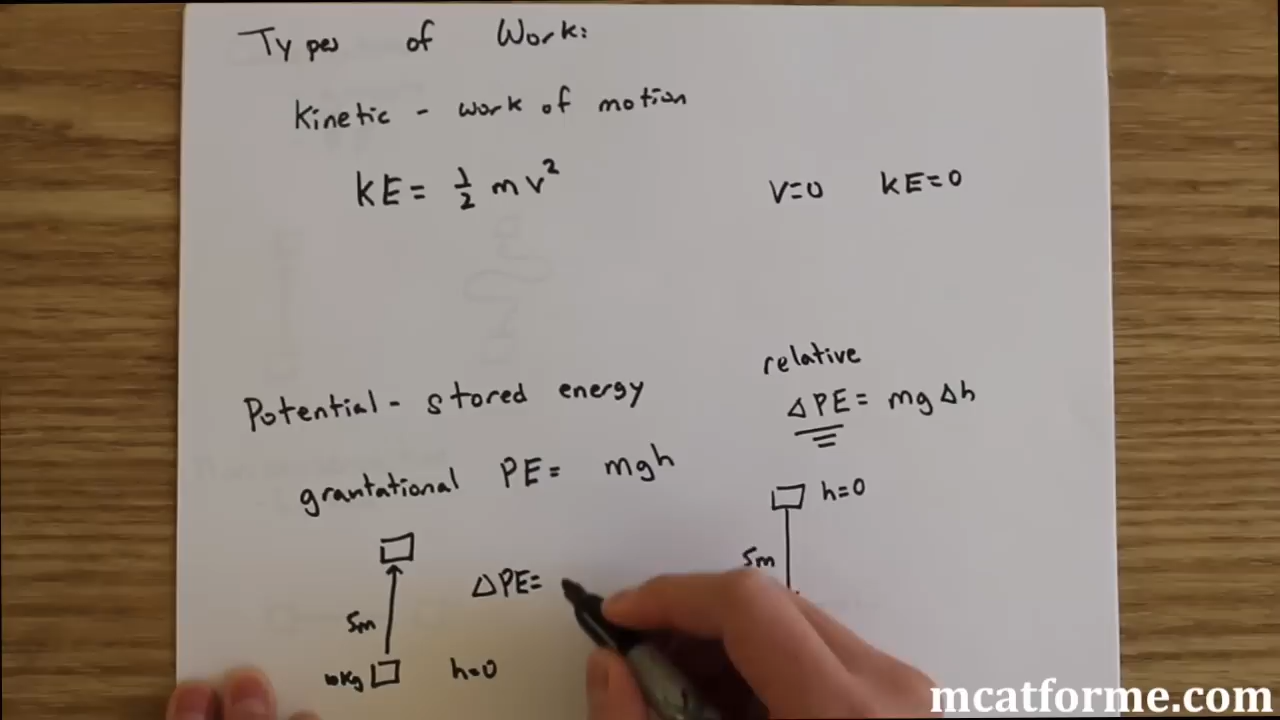 Types of Work:
Kinetic - work of motion
KE = 1/2 mv²
V=0 KE=0
relative
Potential - stored energy
ΔPE = mgΔh
grantational PE = mgh
h=0
5m
ΔPE=
5m
10kg
h=0
mcatforme.com